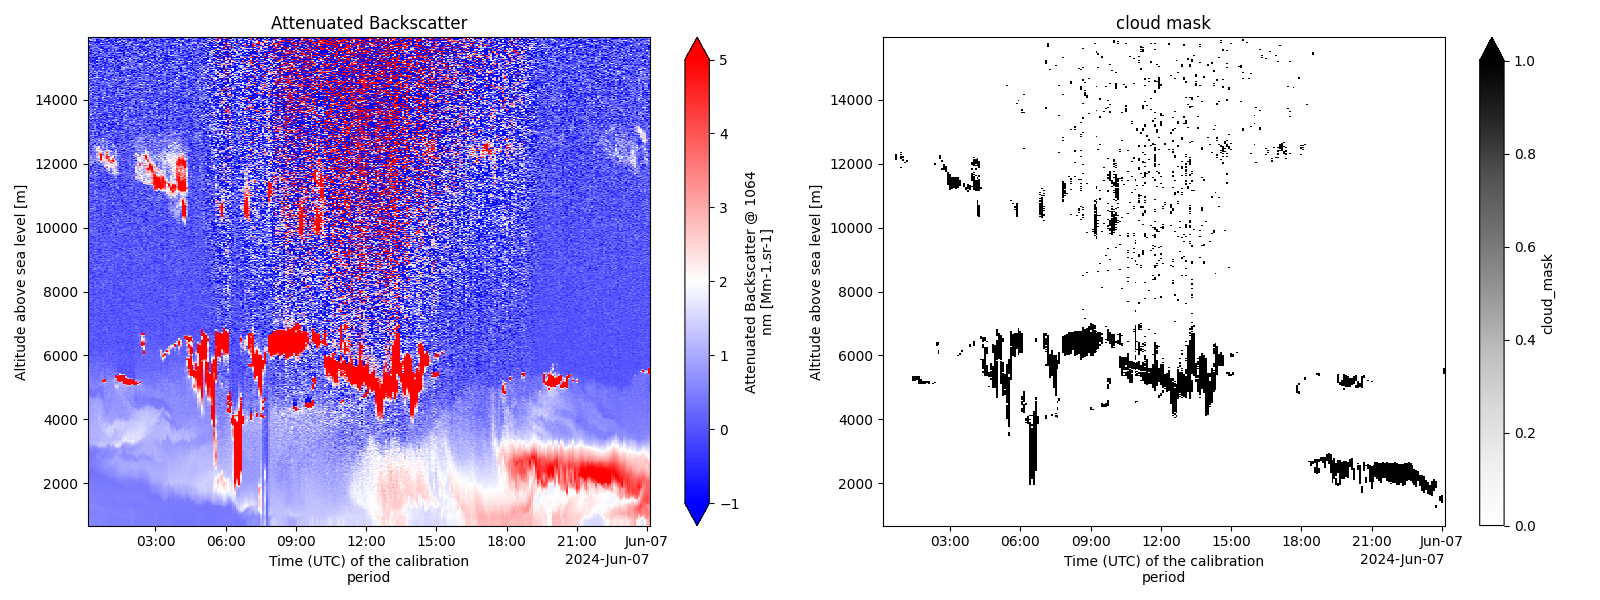 Attenuated Backscatter
14000
12000
10000
8000
6000
4000
2000
Altitude above sea level [m]
03:00 06:00 09:00 12:00 15:00 18:00 21:00 Jun-07
2024-Jun-07
Time (UTC) of the calibration
period
5
4
3
2
1
0
−1
Attenuated Backscatter @ 1064
nm [Mm-1.sr-1]
cloud mask
14000
12000
10000
8000
6000
4000
2000
Altitude above sea level [m]
03:00 06:00 09:00 12:00 15:00 18:00 21:00 Jun-07
2024-Jun-07
Time (UTC) of the calibration
period
1.0
0.8
0.6
0.4
0.2
0.0
cloud_mask